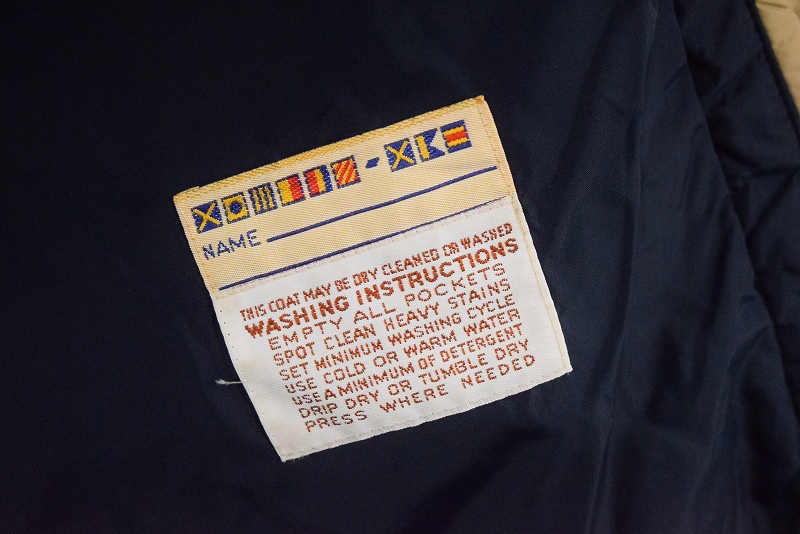 NAME
THIS COAT MAY BE DRY CLEANED OR WASHED
WASHING INSTRUCTIONS
EMPTY ALL POCKETS
SPOT CLEAN HEAVY STAINS
SET MINIMUM WASHING CYCLE
USE COLD OR WARM WATER
USE A MINIMUM OF DETERGENT
DRIP DRY OR TUMBLE DRY
PRESS WHERE NEEDED